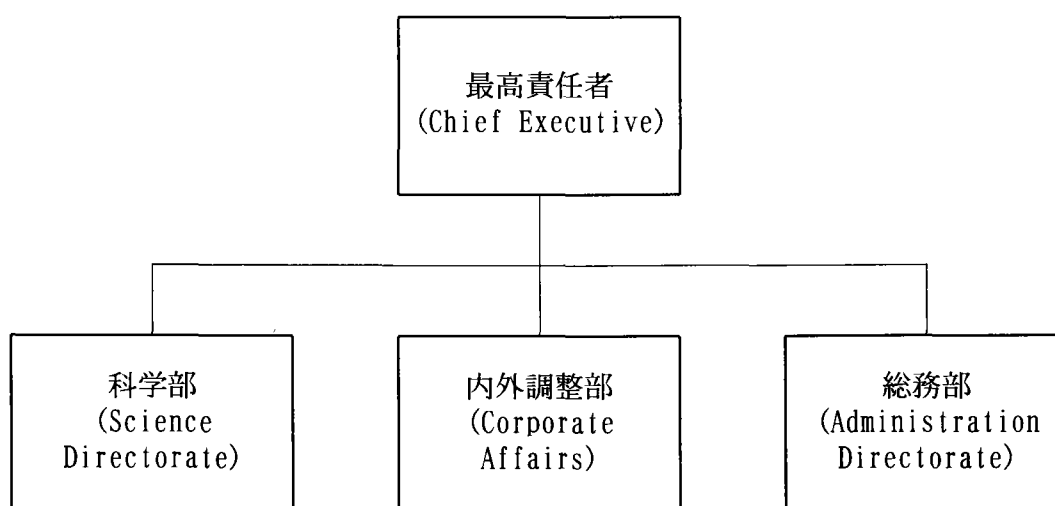 最高責任者
(Chief Executive)
科学部
(Science
Directorate)
内外調整部
(Corporate
Affairs)
総務部
(Administration
Directorate)